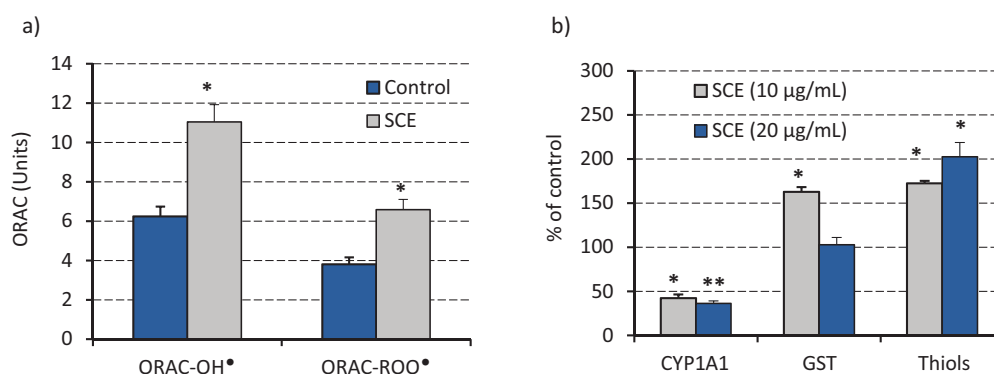 a)
ORAC (Units)
14
12
10
8
6
4
2
0
Control
SCE
*
*
ORAC-OH•
ORAC-ROO•
b)
% of control
300
250
200
150
100
50
0
SCE (10 µg/mL)
SCE (20 µg/mL)
*
**
*
*
*
CYP1A1
GST
Thiols